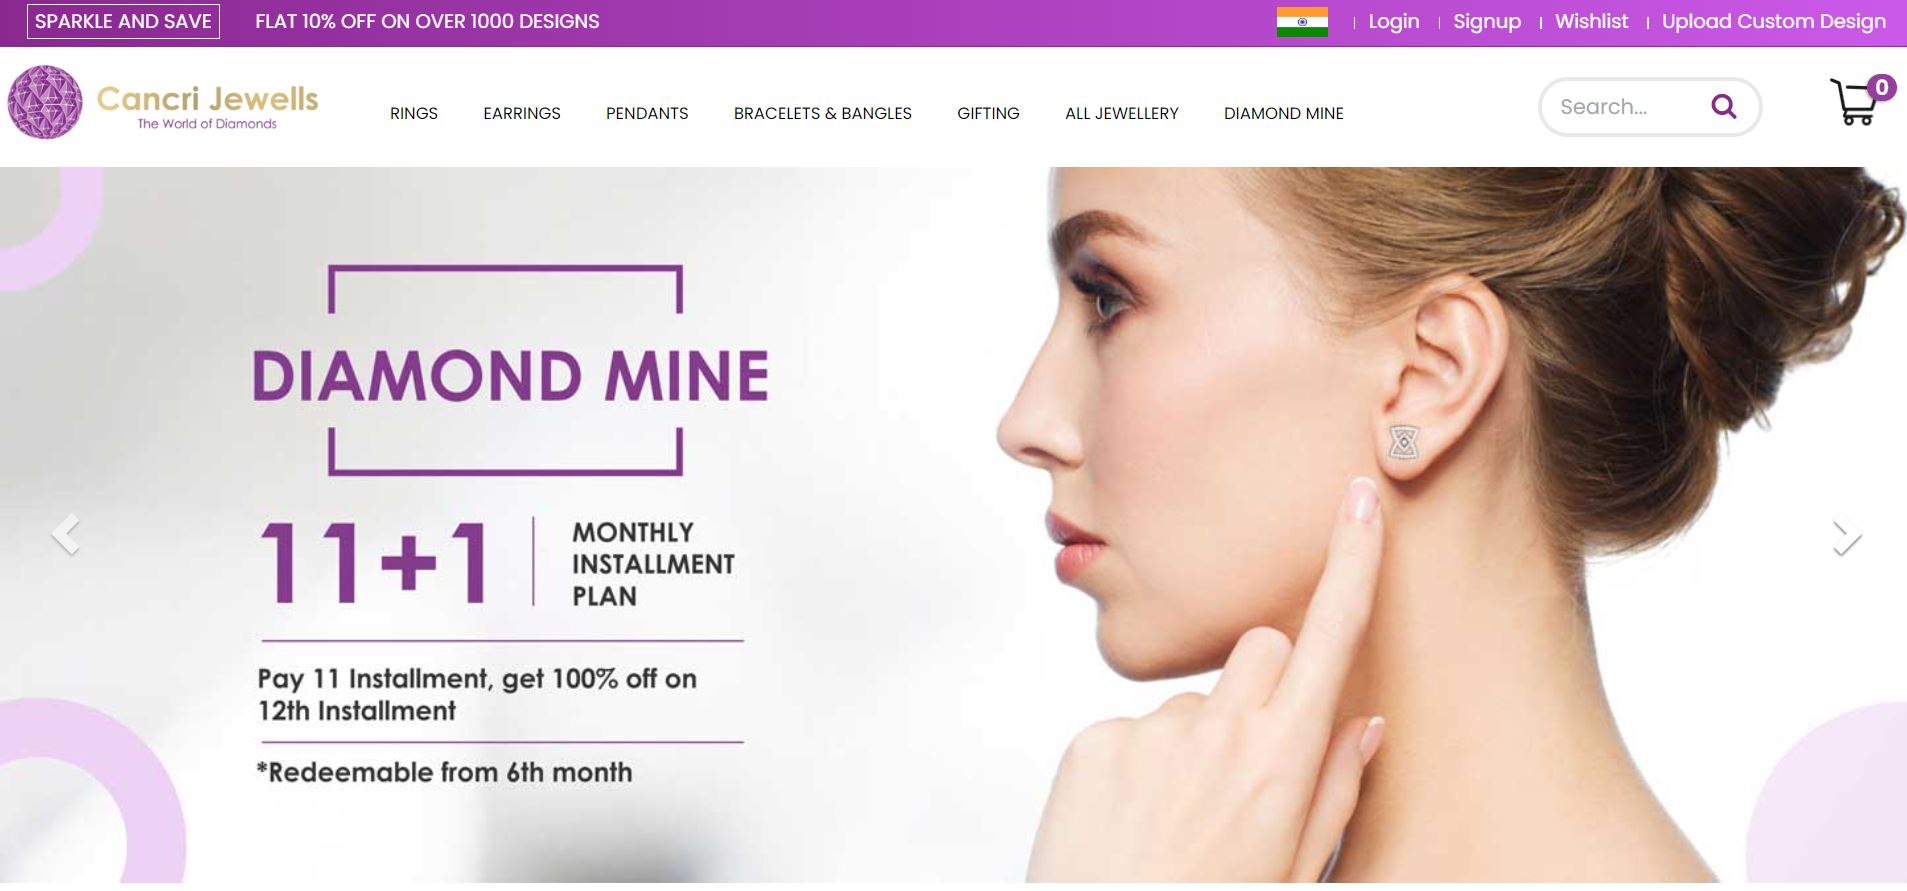 SPARKLE AND SAVE
FLAT 10% OFF ON OVER 1000 DESIGNS
Login
Signup
Wishlist
Upload Custom Design
Cancri Jewells
The World of Diamonds
RINGS
EARRINGS
PENDANTS
BRACELETS & BANGLES
GIFTING
ALL JEWELLERY
DIAMOND MINE
Search...
0
DIAMOND MINE
11+1
MONTHLY
INSTALLMENT
PLAN
Pay 11 Installment, get 100% off on
12th Installment
*Redeemable from 6th month